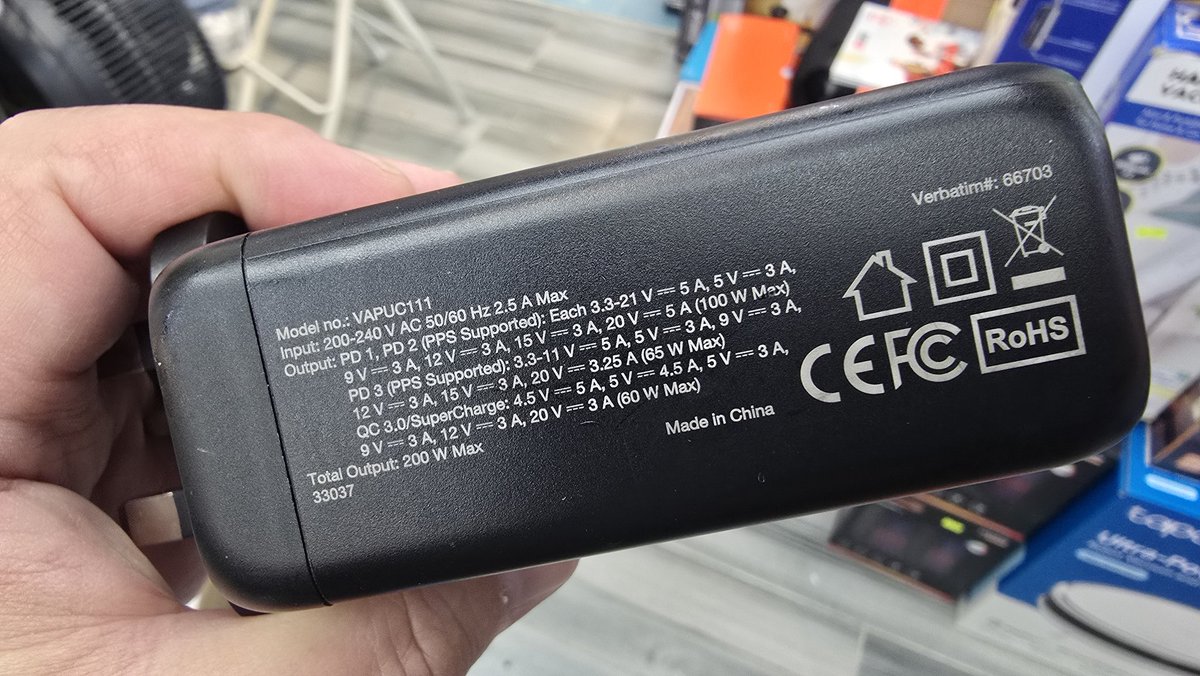 Verbatim#: 66703
Model no.: VAPUC111
Input: 200-240 V AC 50/60 Hz 2.5 A Max
Output: PD 1, PD 2 (PPS Supported): Each 3.3-21 V ⎓ 5 A, 5 V ⎓ 3 A,
9 V ⎓ 3 A, 12 V ⎓ 3 A, 15 V ⎓ 3 A, 20 V ⎓ 5 A (100 W Max)
PD 3 (PPS Supported): 3.3-11 V ⎓ 5 A, 5 V ⎓ 3 A, 9 V ⎓ 3 A,
12 V ⎓ 3 A, 15 V ⎓ 3 A, 20 V ⎓ 3.25 A (65 W Max)
QC 3.0/SuperCharge: 4.5 V ⎓ 5 A, 5 V ⎓ 4.5 A, 5 V ⎓ 3 A,
9 V ⎓ 3 A, 12 V ⎓ 3 A, 20 V ⎓ 3 A (60 W Max)
Total Output: 200 W Max
33037
Made in China
CE FC
RoHS